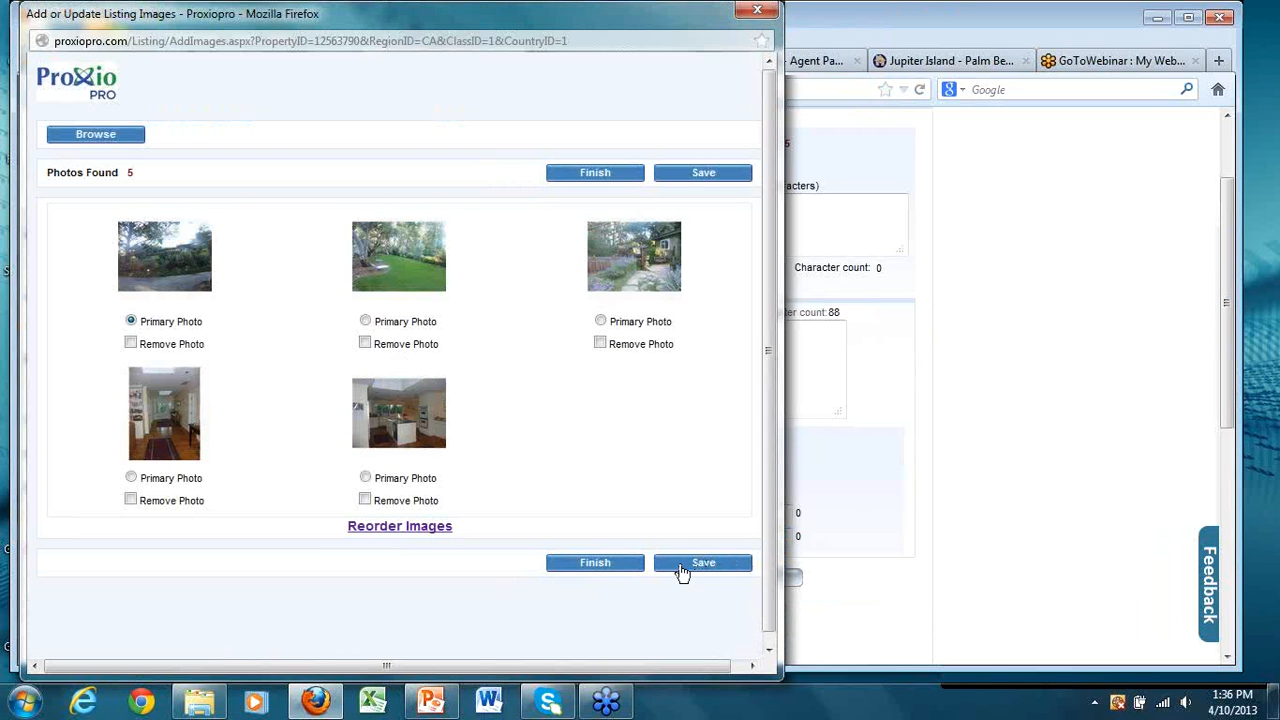 Add or Update Listing Images - Proxiopro - Mozilla Firefox
proxiopro.com/Listing/AddImages.aspx?PropertyID=12563790&RegionID=CA&ClassID=1&CountryID=1
- Agent Pa...
Jupiter Island - Palm Be...
GoToWebinar : My Web...
Google
Proxio
PRO
Browse
Photos Found 5
Finish
Save
5
acters)
Character count: 0
ter count:88
Primary Photo
Primary Photo
Primary Photo
Remove Photo
Remove Photo
Remove Photo
Primary Photo
Primary Photo
Remove Photo
Remove Photo
0
0
Reorder Images
Finish
Save
Feedback
1:36 PM
4/10/2013